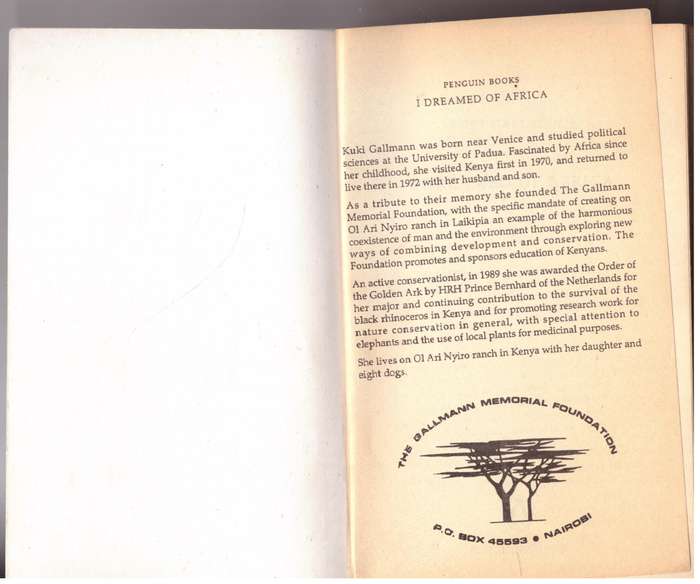 PENGUIN BOOKS
I DREAMED OF AFRICA
Kuki Gallmann was born near Venice and studied political
sciences at the University of Padua. Fascinated by Africa since
her childhood, she visited Kenya first in 1970, and returned to
live there in 1972 with her husband and son.
As a tribute to their memory she founded The Gallmann
Memorial Foundation, with the specific mandate of creating on
Ol Ari Nyiro ranch in Laikipia an example of the harmonious
coexistence of man and the environment through exploring new
ways of combining development and conservation. The
Foundation promotes and sponsors education of Kenyans.
An active conservationist, in 1989 she was awarded the Order of
the Golden Ark by HRH Prince Bernhard of the Netherlands for
her major and continuing contribution to the survival of the
black rhinoceros in Kenya and for promoting research work for
nature conservation in general, with special attention to
elephants and the use of local plants for medicinal purposes.
She lives on Ol Ari Nyiro ranch in Kenya with her daughter and
eight dogs.
THE GALLMANN MEMORIAL FOUNDATION
P.O. BOX 45593 ● NAIROBI